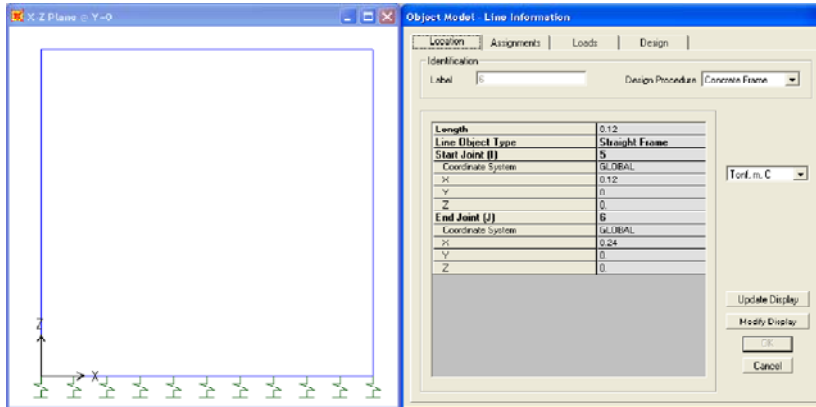 X Z Plane @ Y=0
Z
X
Object Model - Line Information
Location Assignments Loads Design
Identification
Label 5 Design Procedure Concrete Frame
Length 0.12
Line Object Type Straight Frame
Start Joint (I) 5
Coordinate System GLOBAL
X 0.12
Y 0.
Z 0.
End Joint (J) 6
Coordinate System GLOBAL
X 0.24
Y 0.
Z 0.
Tonf, m, C
Update Display
Modify Display
OK
Cancel